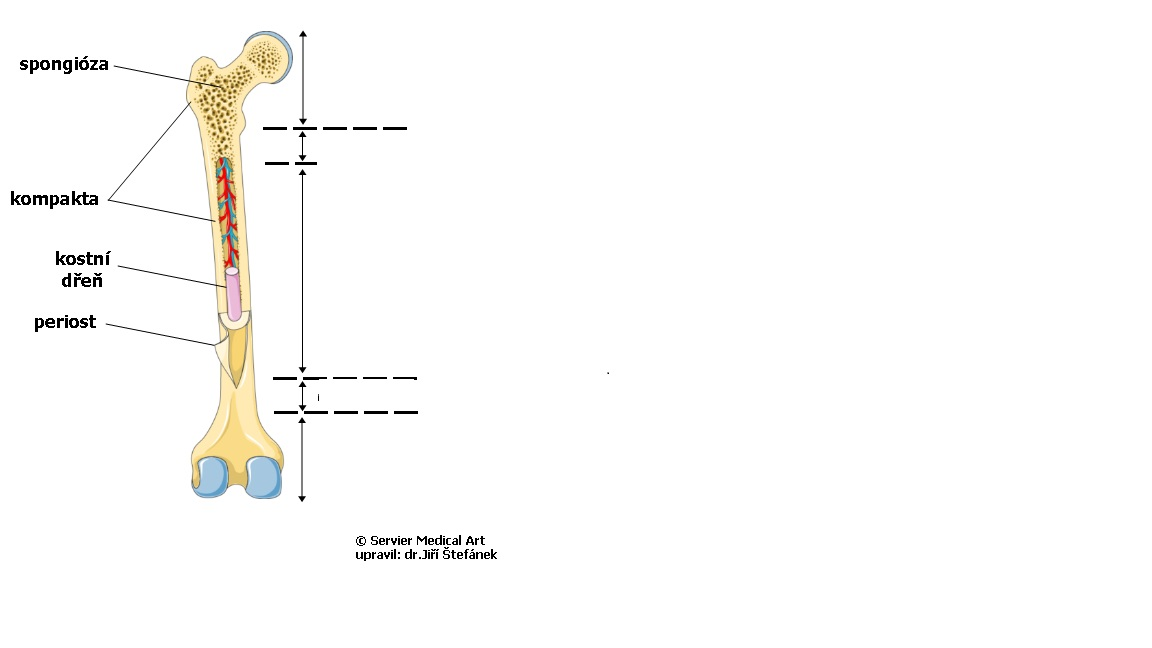 spongióza
kompakta
kostní
dřeň
periost
© Servier Medical Art
upravil: dr.Jiří Štefánek